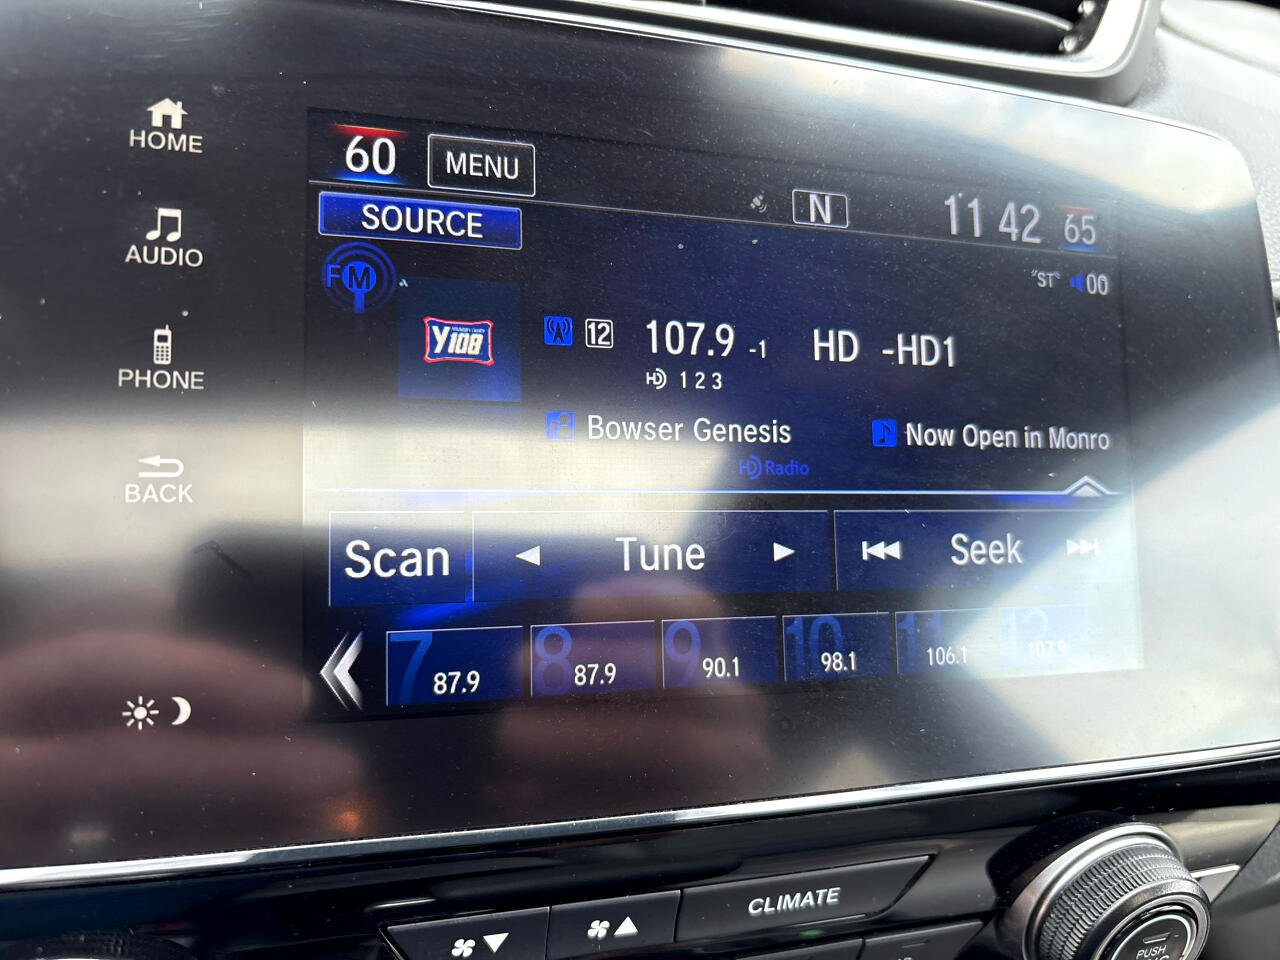 HOME
60
MENU
N
11 42
65
SOURCE
AUDIO
FM
"ST"
00
Y108
12
107.9 -1
HD -HD1
HD 1 2 3
PHONE
Bowser Genesis
Now Open in Monro
HD Radio
BACK
Scan
Tune
Seek
7 87.9
8 87.9
9 90.1
10 98.1
11 106.1
12 107.9
CLIMATE
PUSH